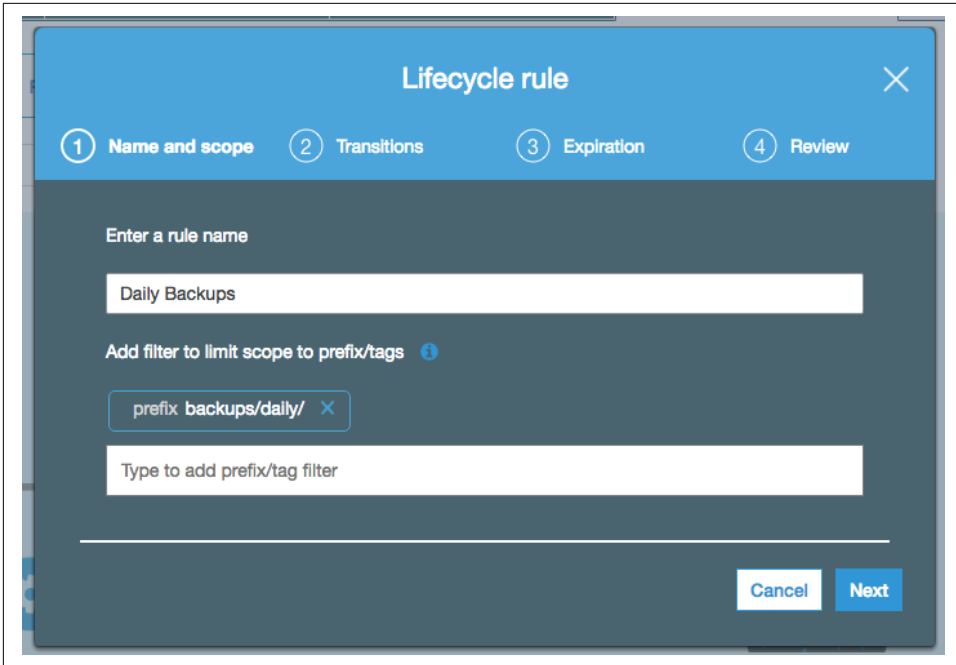 Lifecycle rule
1 Name and scope 2 Transitions 3 Expiration 4 Review
Enter a rule name
Daily Backups
Add filter to limit scope to prefix/tags
prefix backups/daily/
Type to add prefix/tag filter
Cancel Next